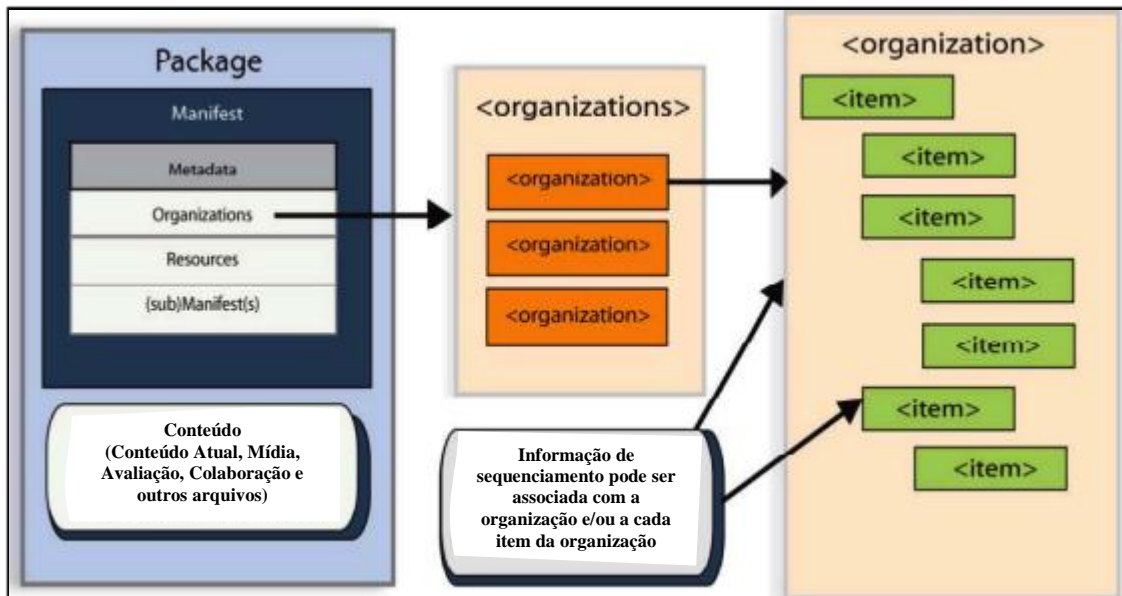 Package
Manifest
Metadata
Organizations
Resources
(sub)Manifest(s)
Conteúdo
(Conteúdo Atual, Mídia,
Avaliação, Colaboração e
outros arquivos)
<organizations>
<organization>
<organization>
<organization>
Informação de
sequenciamento pode ser
associada com a
organização e/ou a cada
item da organização
<organization>
<item>
<item>
<item>
<item>
<item>
<item>
<item>